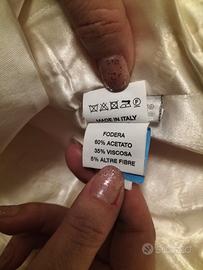 MADE IN ITALY
FODERA
60% ACETATO
35% VISCOSA
5% ALTRE FIBRE